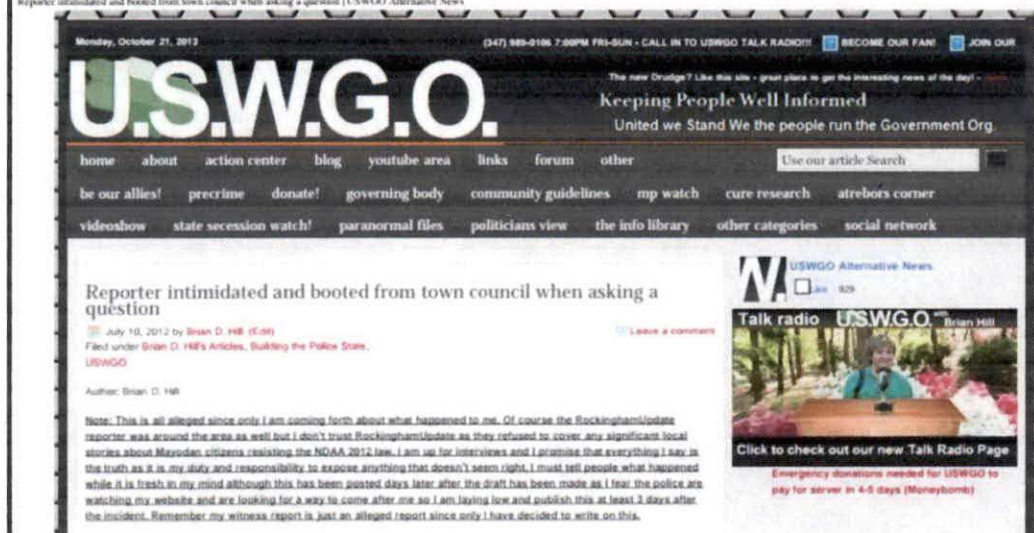 Reporter intimidated and booted from town council when asking a question | USWGO Alternative News
Monday, October 21, 2013
(347) 989-0106 7:00PM FRI-SUN - CALL IN TO USWGO TALK RADIO!!!
BECOME OUR FAN!
JOIN OUR
The new Drudge? Like this site - great place to get the interesting news of the day! -
U.S.W.G.O.
Keeping People Well Informed
United we Stand We the people run the Government Org.
home about action center blog youtube area links forum other
Use our article Search
be our allies! precrime donate! governing body community guidelines mp watch cure research atrebors corner
videoshow state secession watch! paranormal files politicians view the info library other categories social network
Reporter intimidated and booted from town council when asking a
question
July 10, 2012 by Brian D. Hill (Edit)
Leave a comment
Filed under Brian D. Hill's Articles, Building the Police State,
USWGO
Author: Brian D. Hill
Note: This is all alleged since only I am coming forth about what happened to me. Of course the RockinghamUpdate
reporter was around the area as well but I don't trust RockinghamUpdate as they refused to cover any significant local
stories about Mayodan citizens resisting the NDAA 2012 law. I am up for interviews and I promise that everything I say is
the truth as it is my duty and responsibility to expose anything that doesn't seem right. I must tell people what happened
while it is fresh in my mind although this has been posted days later after the draft has been made as I fear the police are
watching my website and are looking for a way to come after me so I am laying low and publish this at least 3 days after
the incident. Remember my witness report is just an alleged report since only I have decided to write on this.
USWGO Alternative News
Like 929
Talk radio U.S.W.G.O. with Brian Hill
Click to check out our new Talk Radio Page
Emergency donations needed for USWGO to
pay for server in 4-5 days (Moneybomb)